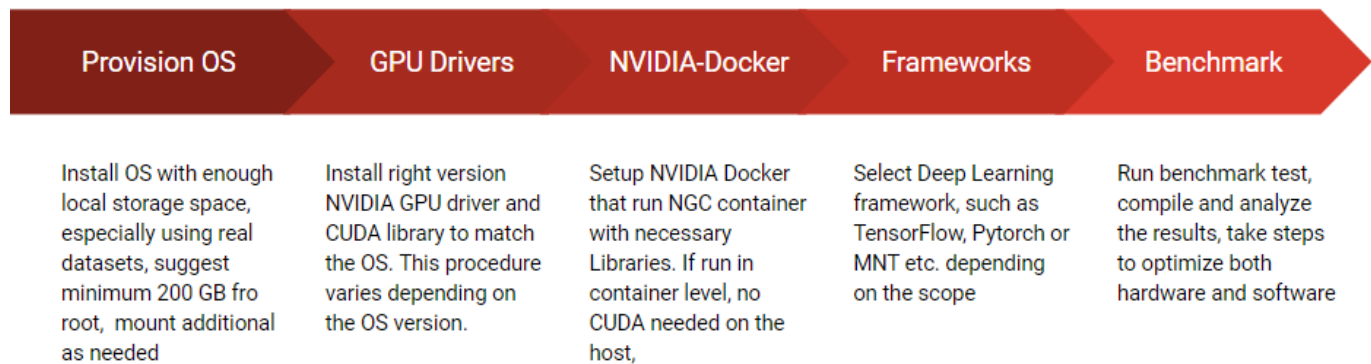 Provision OS
GPU Drivers
NVIDIA-Docker
Frameworks
Benchmark
Install OS with enough
local storage space,
especially using real
datasets, suggest
minimum 200 GB fro
root, mount additional
as needed
Install right version
NVIDIA GPU driver and
CUDA library to match
the OS. This procedure
varies depending on
the OS version.
Setup NVIDIA Docker
that run NGC container
with necessary
Libraries. If run in
container level, no
CUDA needed on the
host,
Select Deep Learning
framework, such as
TensorFlow, Pytorch or
MNT etc. depending
on the scope
Run benchmark test,
compile and analyze
the results, take steps
to optimize both
hardware and software